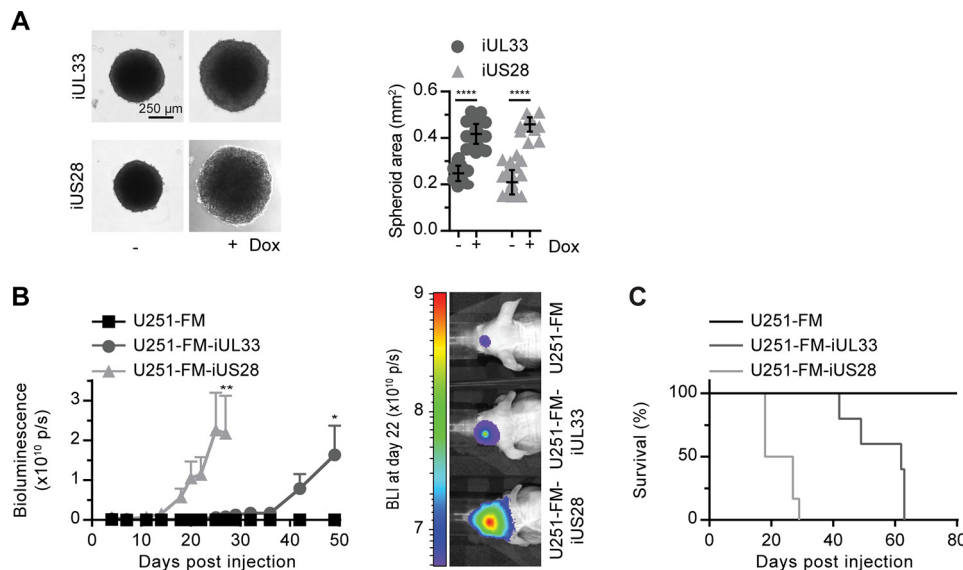 A
iUL33
250 µm
iUS28
- + Dox
iUL33
iUS28
Spheroid area (mm²)
0.6
0.4
0.2
0.0
**** ****
- + - + Dox
B
U251-FM
U251-FM-iUL33
U251-FM-iUS28
Bioluminescence
(x10¹⁰ p/s)
3
2
1
0
**
*
0 10 20 30 40 50
Days post injection
BLI at day 22 (x10¹⁰ p/s)
9
8
7
U251-FM
U251-FM-
iUL33
U251-FM-
iUS28
C
U251-FM
U251-FM-iUL33
U251-FM-iUS28
Survival (%)
100
50
0
0 20 40 60 80
Days post injection